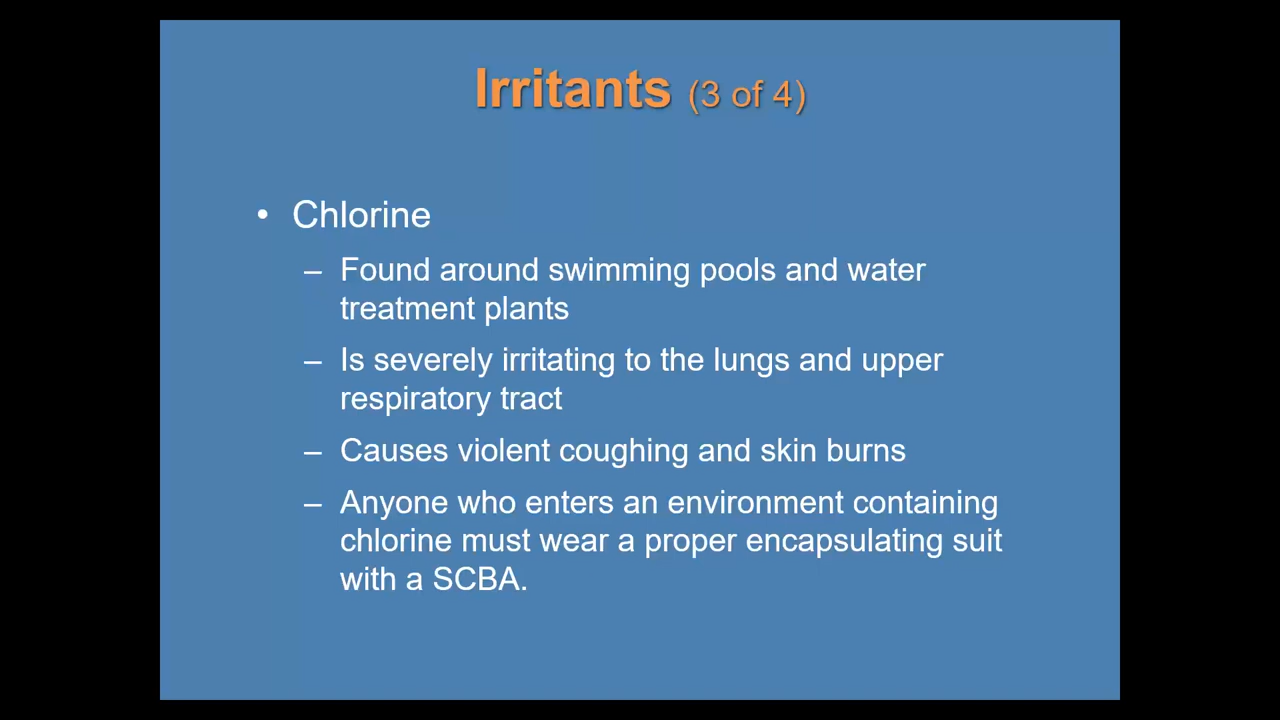 Irritants (3 of 4)
• Chlorine
– Found around swimming pools and water
treatment plants
– Is severely irritating to the lungs and upper
respiratory tract
– Causes violent coughing and skin burns
– Anyone who enters an environment containing
chlorine must wear a proper encapsulating suit
with a SCBA.